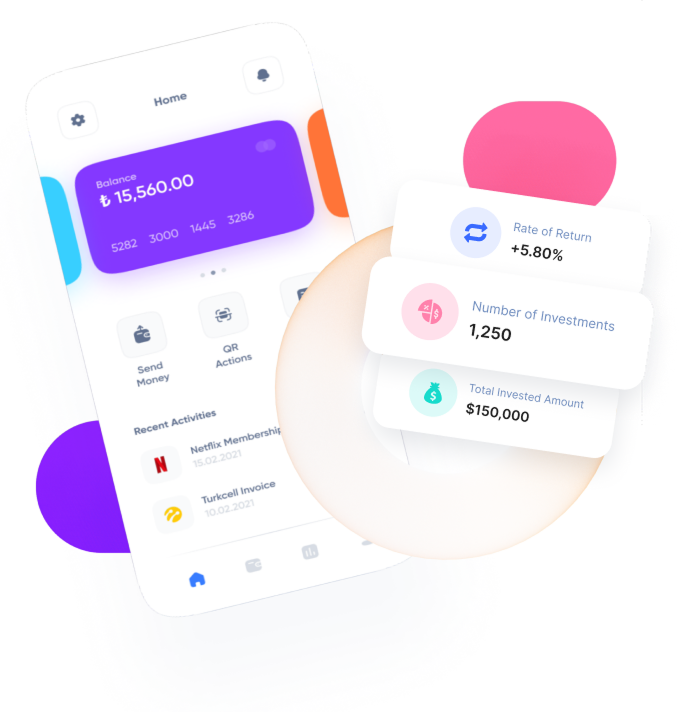 Home
Balance
₺ 15,560.00
5282 3000 1445 3286
Send
Money
QR
Actions
Recent Activities
Netflix Membership
15.02.2021
Turkcell Invoice
10.02.2021
Rate of Return
+5.80%
Number of Investments
1,250
Total Invested Amount
$150,000